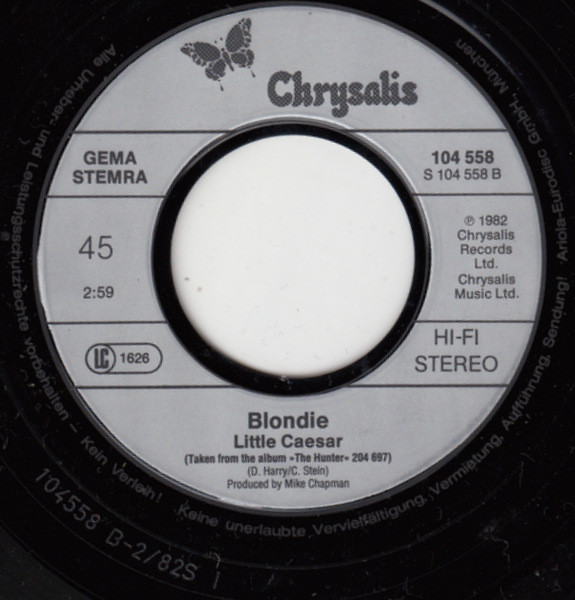 Chrysalis
GEMA
STEMRA
104 558
S 104 558 B
45
2:59
℗ 1982
Chrysalis
Records
Ltd.
Chrysalis
Music Ltd.
LC 1626
HI-FI
STEREO
Blondie
Little Caesar
(Taken from the album »The Hunter« 204 697)
(D. Harry/C. Stein)
Produced by Mike Chapman
Alle Urheber- und Leistungsschutzrechte vorbehalten – Kein Verleih! Keine unerlaubte Vervielfältigung, Vermietung, Aufführung, Sendung! Ariola-Eurodisc GmbH, München
104558 B-2/82S 1